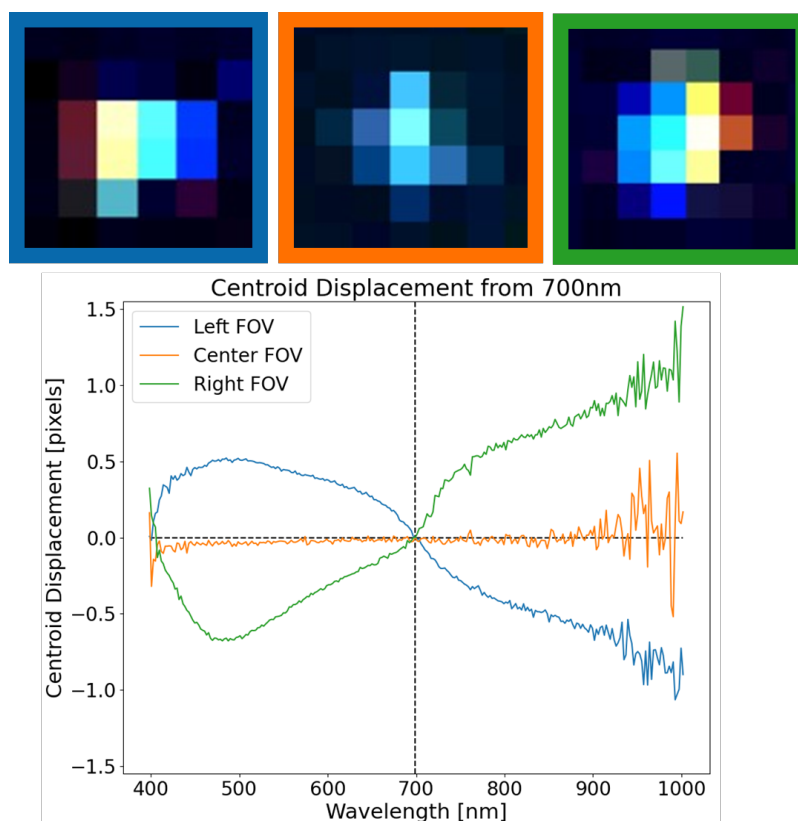 Centroid Displacement from 700nm
Left FOV
Center FOV
Right FOV
Centroid Displacement [pixels]
1.5
1.0
0.5
0.0
−0.5
−1.0
−1.5
400
500
600
700
800
900
1000
Wavelength [nm]